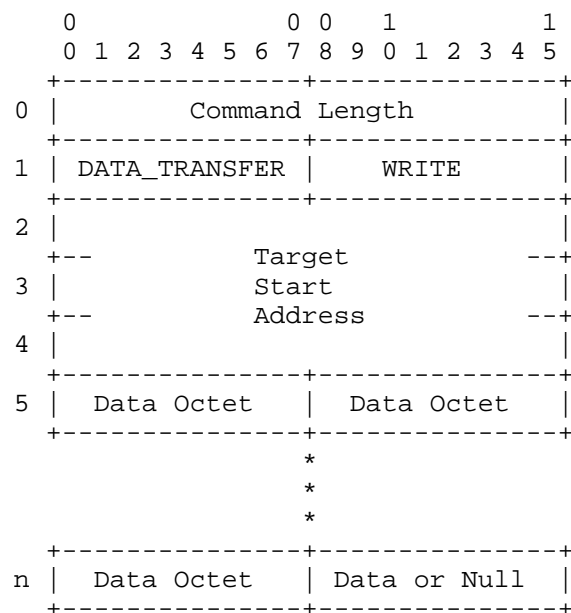 0 0 0 1 1
0 1 2 3 4 5 6 7 8 9 0 1 2 3 4 5
+---------------+---------------+
0 | Command Length |
+---------------+---------------+
1 | DATA_TRANSFER | WRITE |
+---------------+---------------+
2 | |
+-- Target --+
3 | Start |
+-- Address --+
4 | |
+---------------+---------------+
5 | Data Octet | Data Octet |
+---------------+---------------+
*
*
*
+---------------+---------------+
n | Data Octet | Data or Null |
+---------------+---------------+